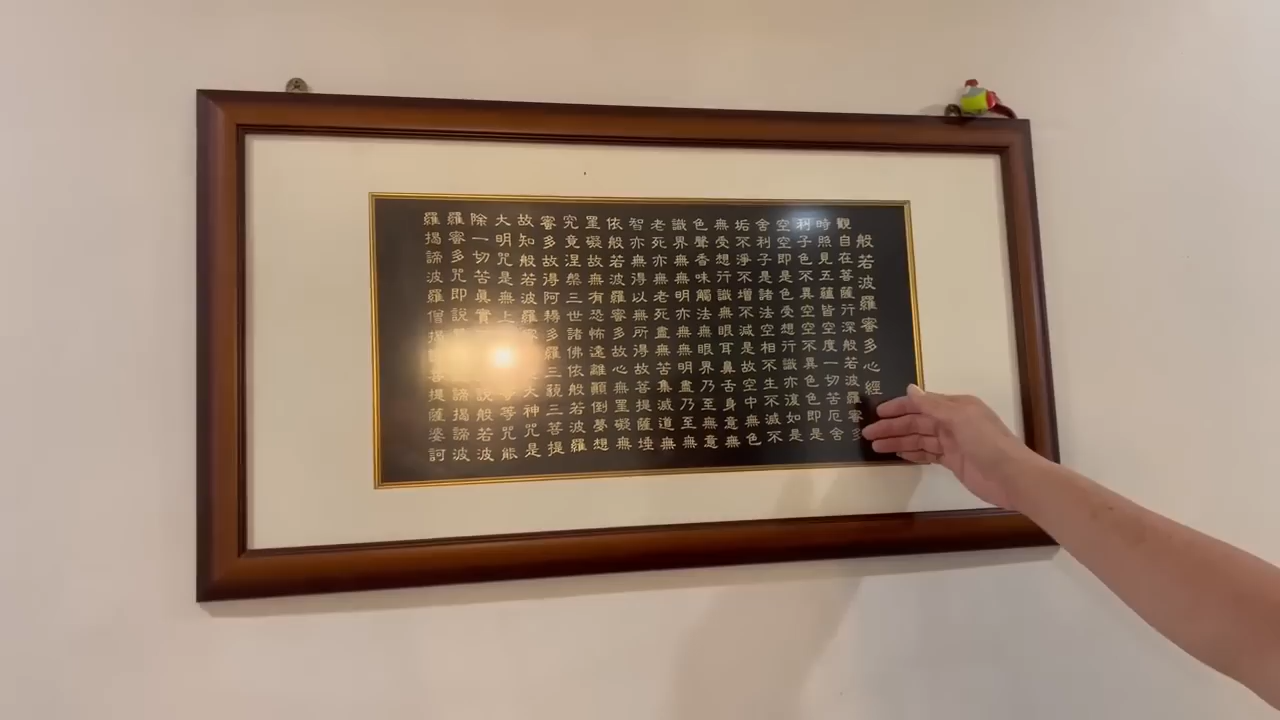 般若波羅蜜多心經
觀自在菩薩行深般若波羅蜜多
時照見五蘊皆空度一切苦厄舍
利子色不異空空不異色色即是
空空即是色受想行識亦復如是
舍利子是諸法空相不生不滅不
垢不淨不增不減是故空中無色
無受想行識無眼耳鼻舌身意無
色聲香味觸法無眼界乃至無意
識界無無明亦無無明盡乃至無
老死亦無老死盡無苦集滅道無
智亦無得以無所得故菩提薩埵
依般若波羅蜜多故心無罣礙無
罣礙故無有恐怖遠離顛倒夢想
究竟涅槃三世諸佛依般若波羅
蜜多故得阿耨多羅三藐三菩提
故知般若波羅蜜大神咒是
大明咒是無上等等咒能
除一切苦真實說般若波
羅蜜多咒即說諦揭諦波
羅揭諦波羅僧揭諦菩提薩婆訶